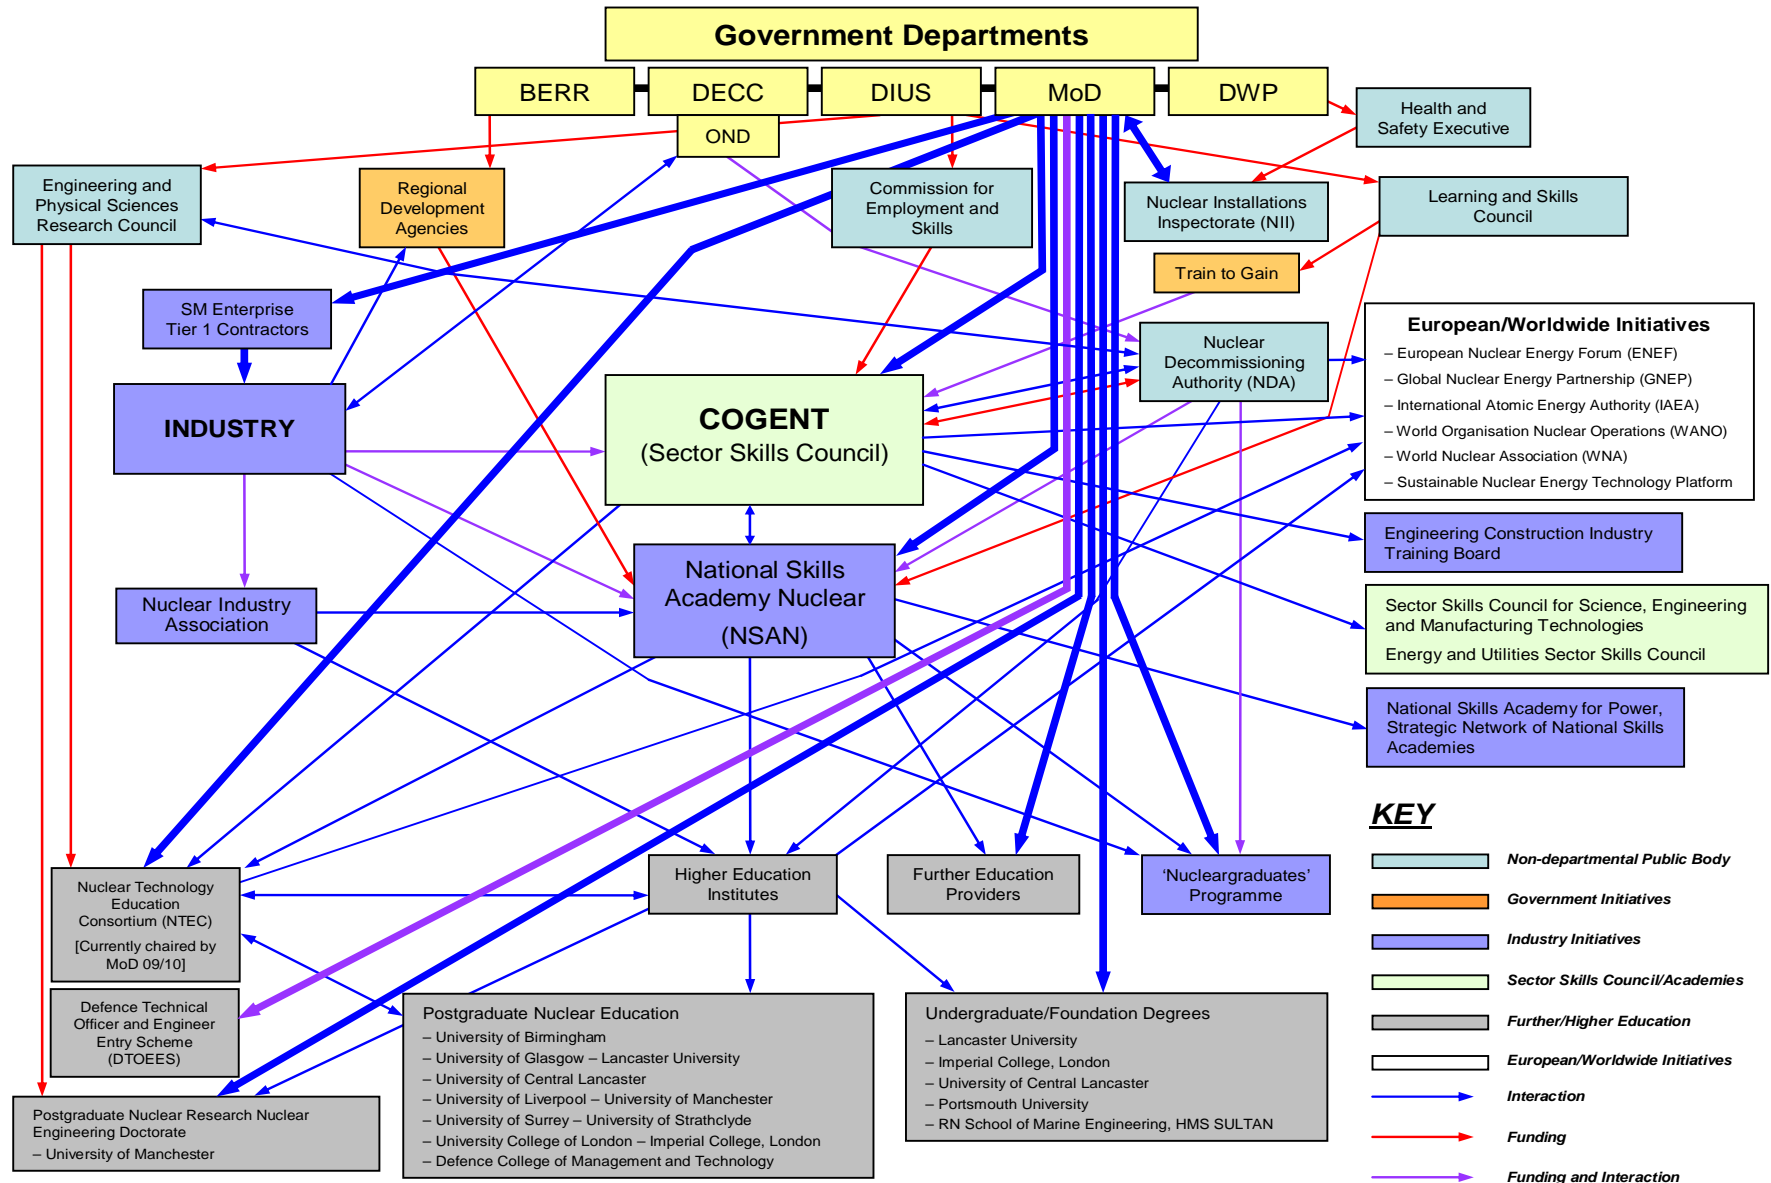 Government Departments
BERR
DECC
DIUS
MoD
DWP
OND
Health and
Safety Executive
Engineering and
Physical Sciences
Research Council
Regional
Development
Agencies
Commission for
Employment and
Skills
Nuclear Installations
Inspectorate (NII)
Learning and Skills
Council
Train to Gain
SM Enterprise
Tier 1 Contractors
Nuclear
Decommissioning
Authority (NDA)
European/Worldwide Initiatives
– European Nuclear Energy Forum (ENEF)
– Global Nuclear Energy Partnership (GNEP)
– International Atomic Energy Authority (IAEA)
– World Organisation Nuclear Operations (WANO)
– World Nuclear Association (WNA)
– Sustainable Nuclear Energy Technology Platform
INDUSTRY
COGENT
(Sector Skills Council)
Engineering Construction Industry
Training Board
National Skills
Academy Nuclear
(NSAN)
Nuclear Industry
Association
Sector Skills Council for Science, Engineering
and Manufacturing Technologies
Energy and Utilities Sector Skills Council
National Skills Academy for Power,
Strategic Network of National Skills
Academies
Nuclear Technology
Education
Consortium (NTEC)
[Currently chaired by
MoD 09/10]
Higher Education
Institutes
Further Education
Providers
‘Nucleargraduates’
Programme
Defence Technical
Officer and Engineer
Entry Scheme
(DTOEES)
Postgraduate Nuclear Education
– University of Birmingham
– University of Glasgow – Lancaster University
– University of Central Lancaster
– University of Liverpool – University of Manchester
– University of Surrey – University of Strathclyde
– University College of London – Imperial College, London
– Defence College of Management and Technology
Undergraduate/Foundation Degrees
– Lancaster University
– Imperial College, London
– University of Central Lancaster
– Portsmouth University
– RN School of Marine Engineering, HMS SULTAN
Postgraduate Nuclear Research Nuclear
Engineering Doctorate
– University of Manchester
KEY
Non-departmental Public Body
Government Initiatives
Industry Initiatives
Sector Skills Council/Academies
Further/Higher Education
European/Worldwide Initiatives
Interaction
Funding
Funding and Interaction